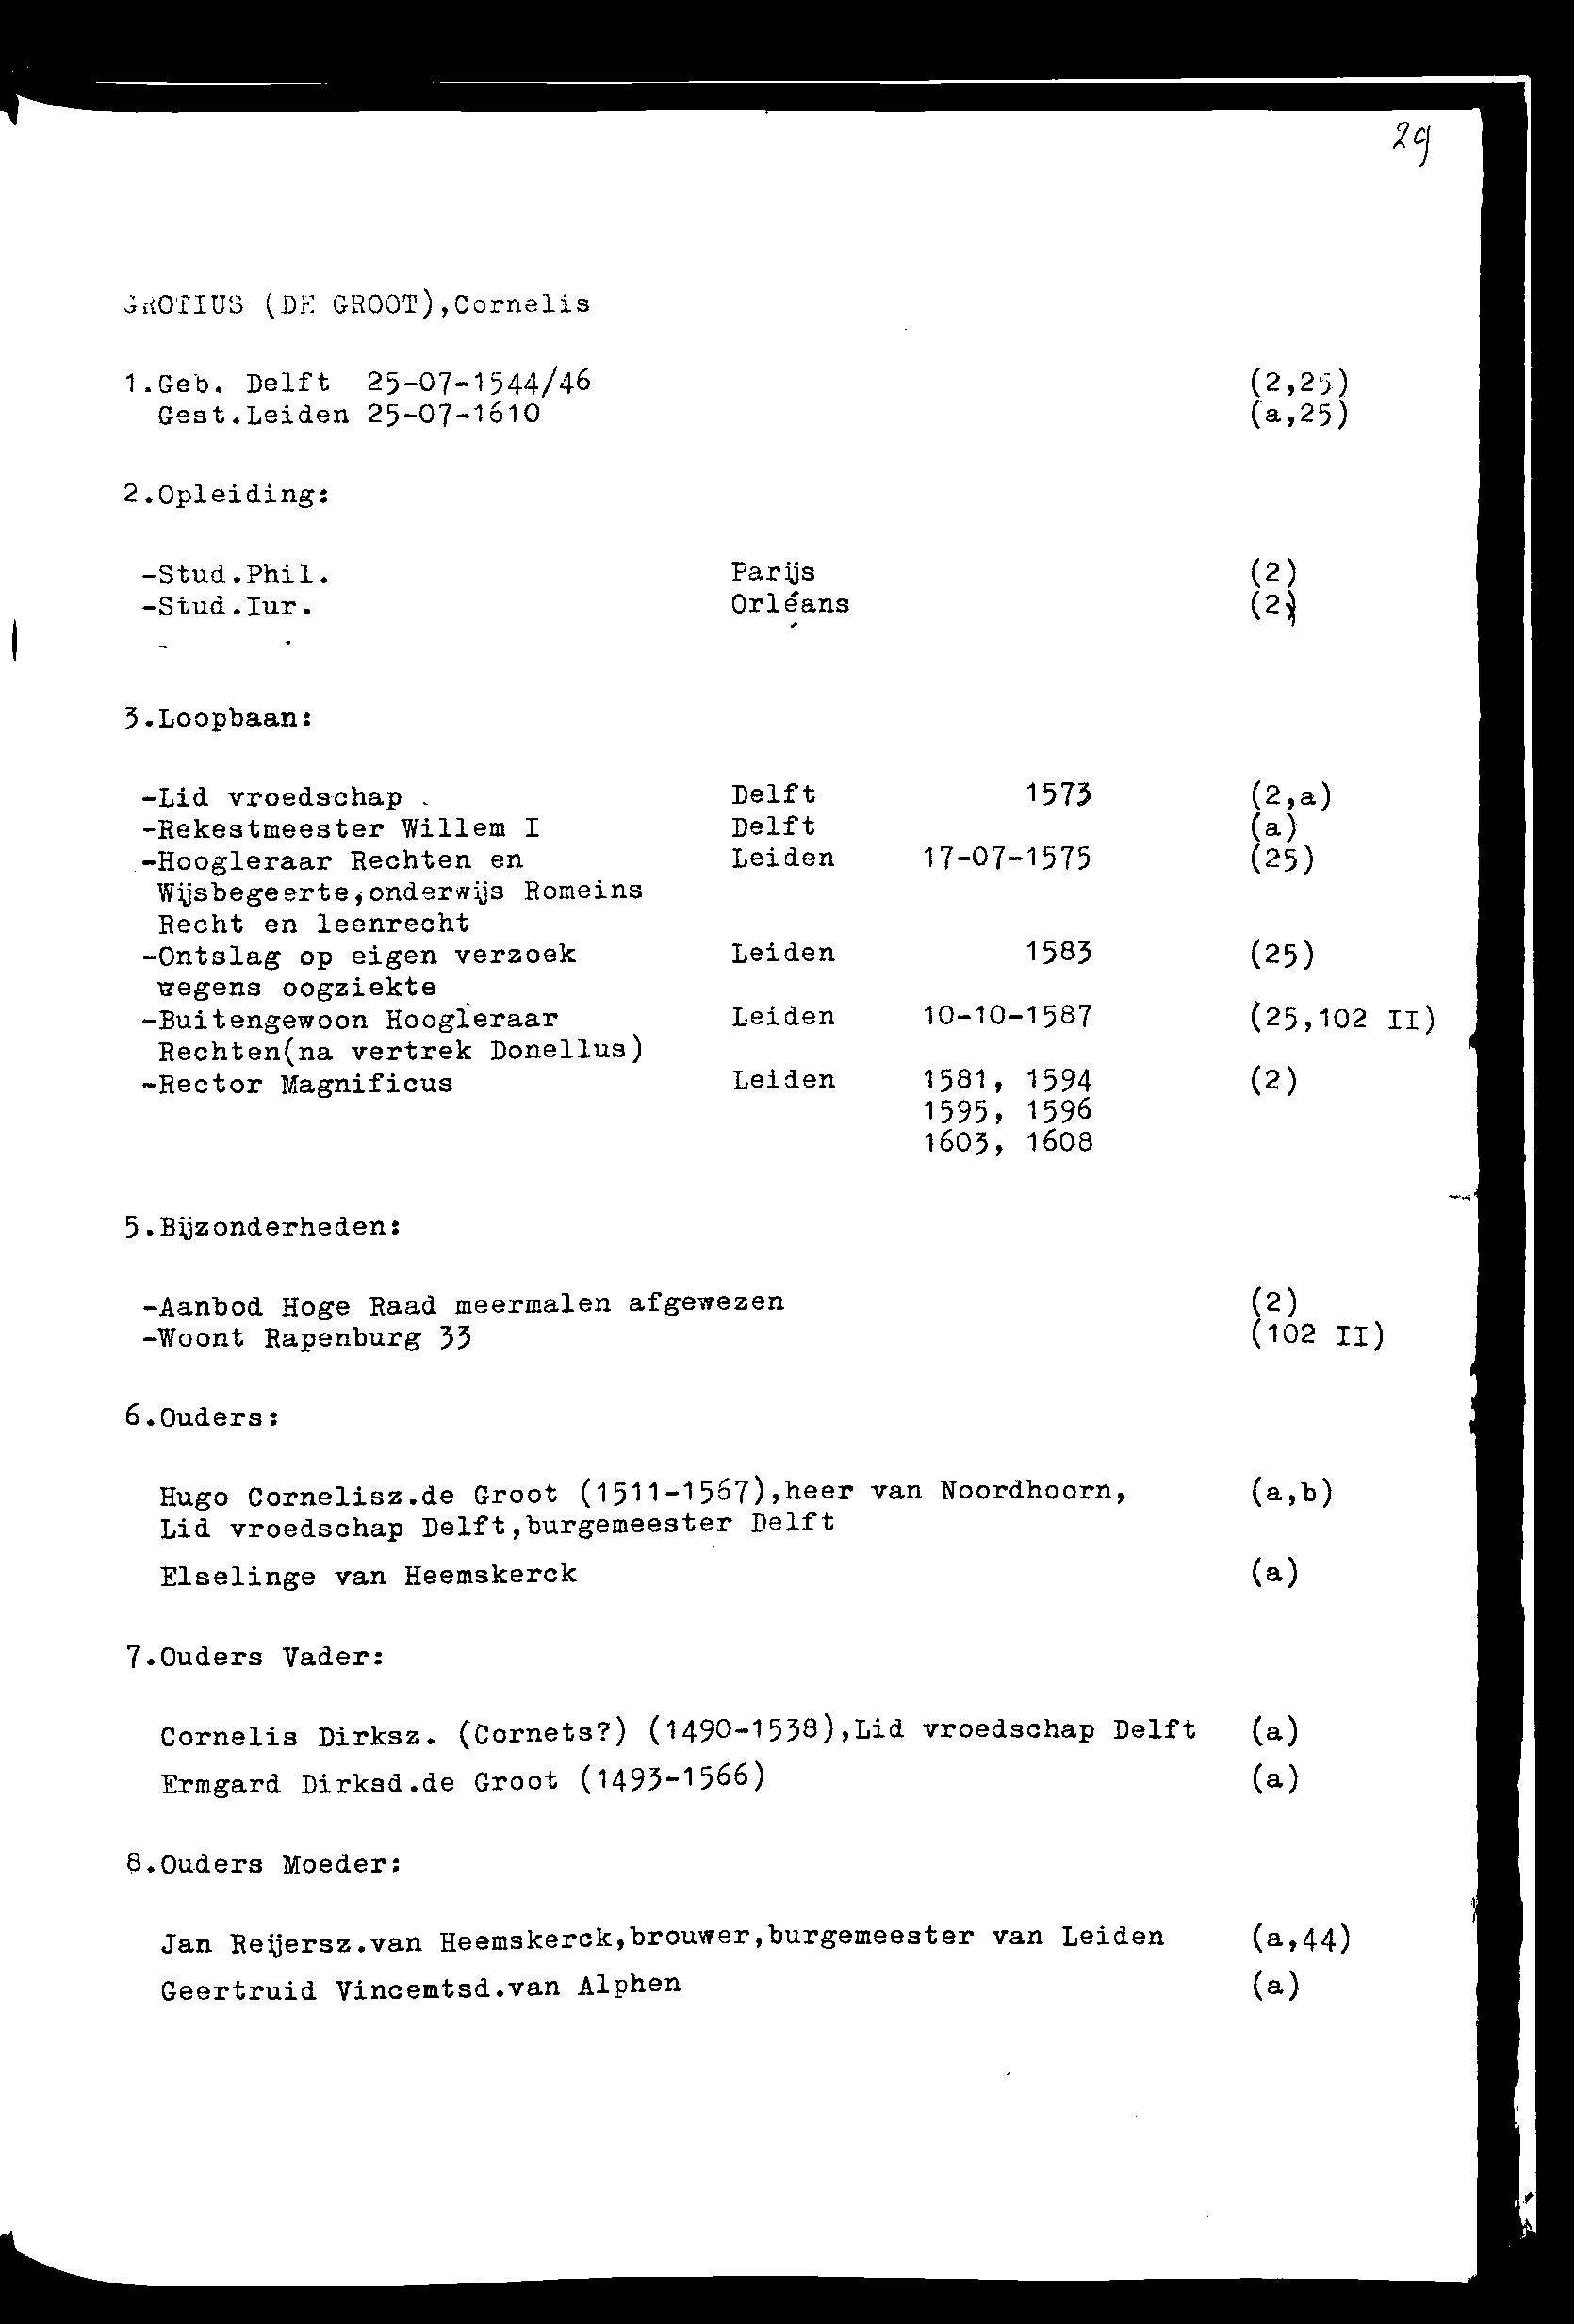 29
GROTIUS (DE GROOT),Cornelis
1.Geb. Delft 25-07-1544/46 (2,25)
Gest.Leiden 25-07-1610 (a,25)
2.Opleiding:
-Stud.Phil. Parijs (2)
-Stud.Iur. Orléans (2)
3.Loopbaan:
-Lid vroedschap Delft 1573 (2,a)
-Rekestmeester Willem I Delft (a)
-Hoogleraar Rechten en Leiden 17-07-1575 (25)
Wijsbegeerte,onderwijs Romeins
Recht en leenrecht
-Ontslag op eigen verzoek Leiden 1583 (25)
wegens oogziekte
-Buitengewoon Hoogleraar Leiden 10-10-1587 (25,102 II)
Rechten(na vertrek Donellus)
-Rector Magnificus Leiden 1581, 1594 (2)
1595, 1596
1603, 1608
5.Bijzonderheden:
-Aanbod Hoge Raad meermalen afgewezen (2)
-Woont Rapenburg 33 (102 II)
6.Ouders:
Hugo Cornelisz.de Groot (1511-1567),heer van Noordhoorn, (a,b)
Lid vroedschap Delft,burgemeester Delft
Elselinge van Heemskerck (a)
7.Ouders Vader:
Cornelis Dirksz. (Cornets?) (1490-1538),Lid vroedschap Delft (a)
Ermgard Dirksd.de Groot (1493-1566) (a)
8.Ouders Moeder:
Jan Reijersz.van Heemskerck,brouwer,burgemeester van Leiden (a,44)
Geertruid Vincemtsd.van Alphen (a)